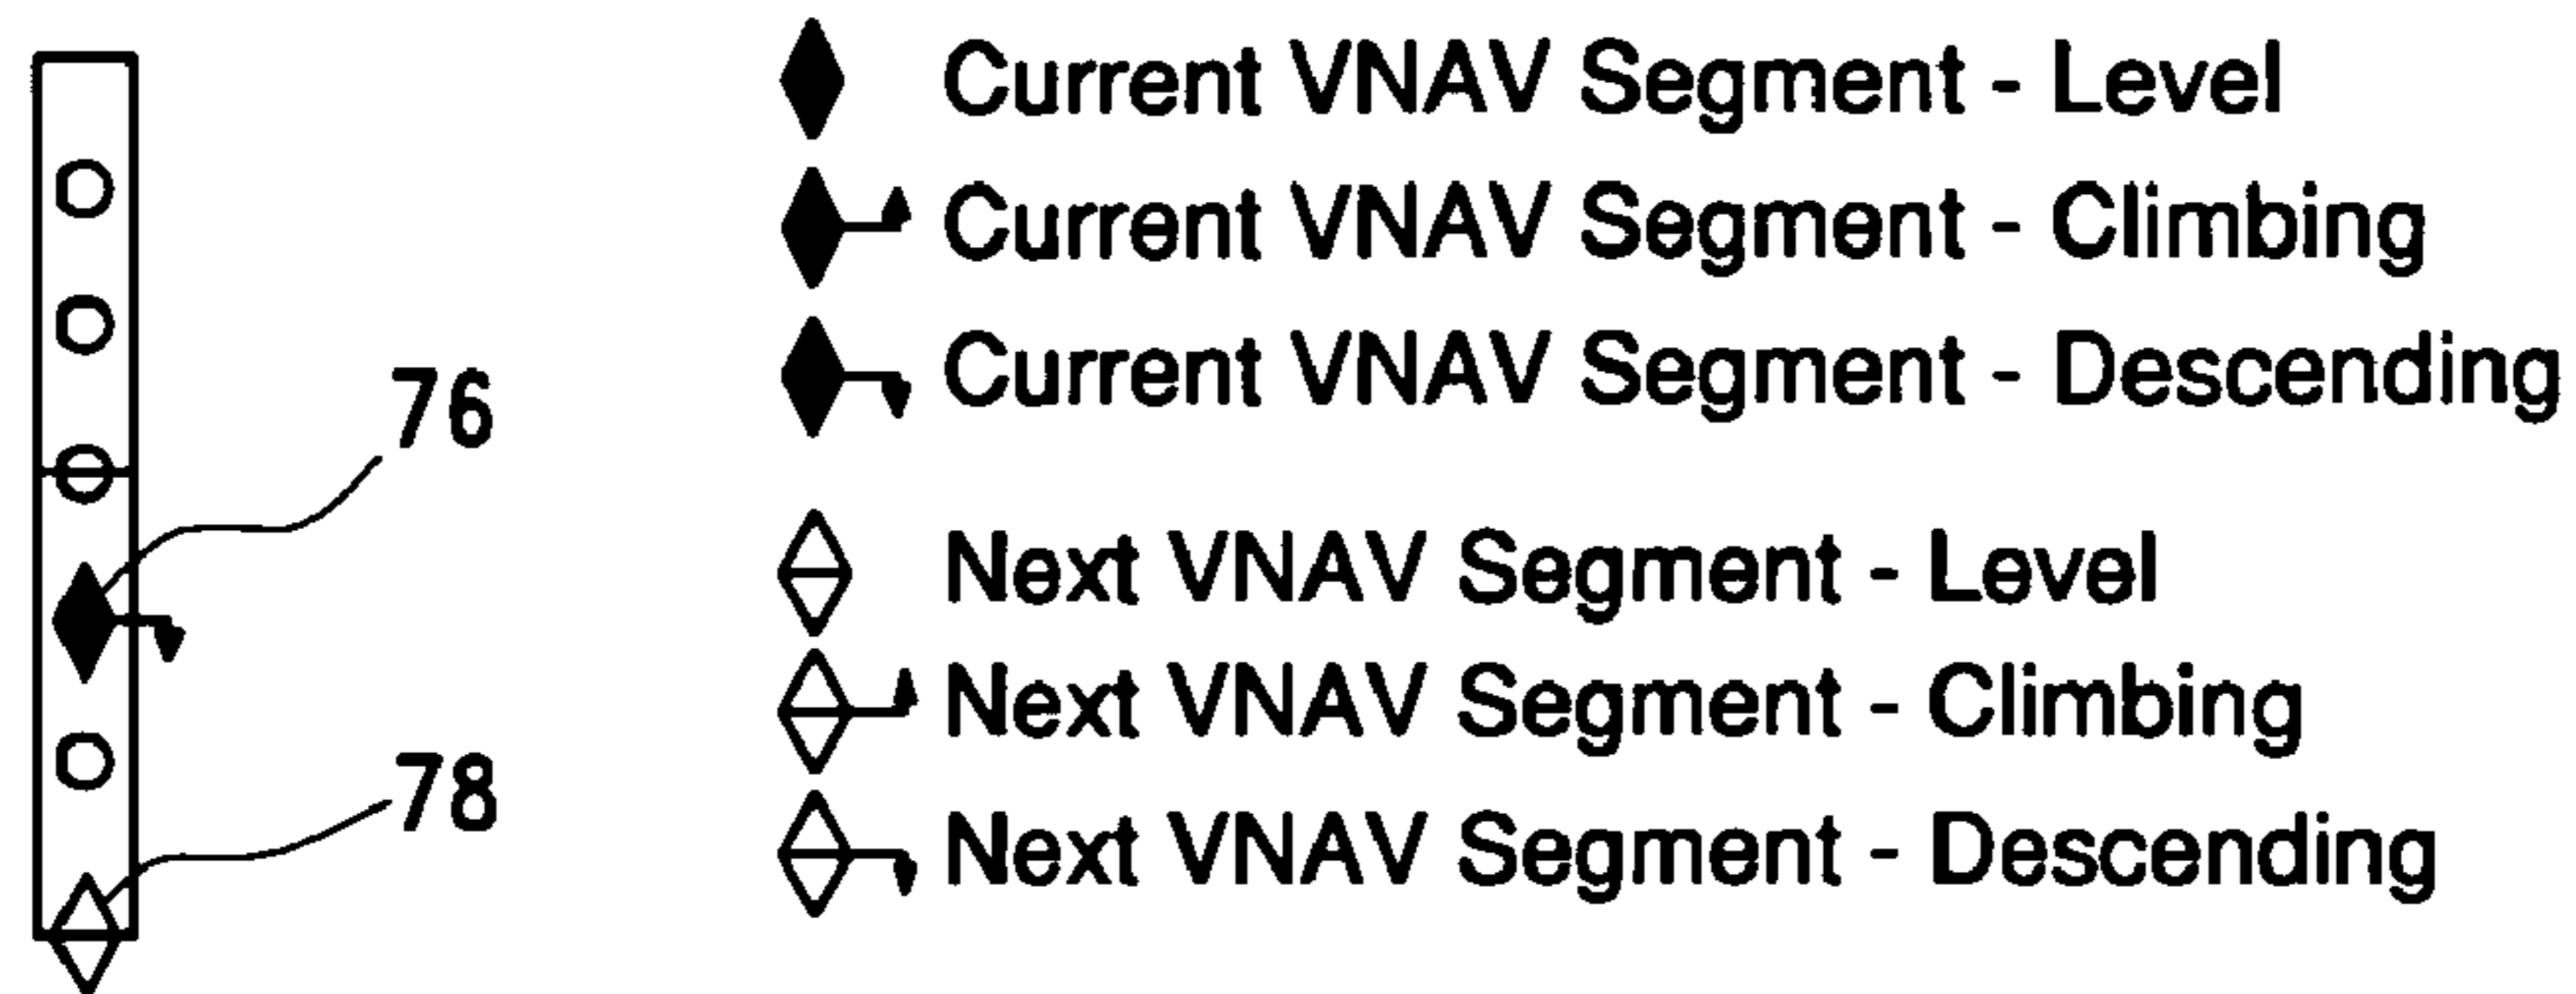 Current VNAV Segment - Level
Current VNAV Segment - Climbing
Current VNAV Segment - Descending
76
Next VNAV Segment - Level
Next VNAV Segment - Climbing
78
Next VNAV Segment - Descending